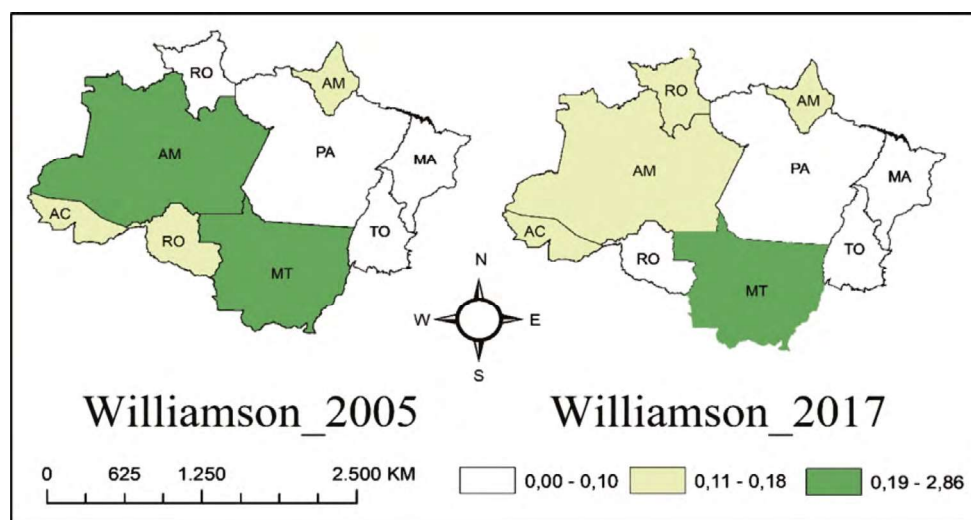 RO
AM
AM
PA
MA
AC
RO
TO
MT
RO
AM
AM
PA
MA
AC
RO
TO
MT
N
W
E
S
Williamson_2005
Williamson_2017
0 625 1.250 2.500 KM
0,00 - 0,10
0,11 - 0,18
0,19 - 2,86